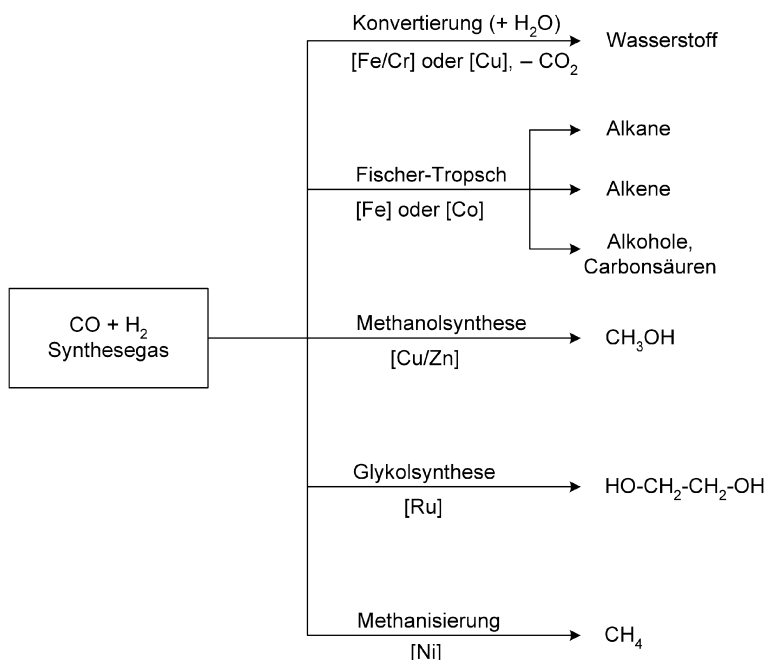 Konvertierung (+ H₂O)
[Fe/Cr] oder [Cu], – CO₂
Wasserstoff
Alkane
Fischer-Tropsch
[Fe] oder [Co]
Alkene
Alkohole,
Carbonsäuren
CO + H₂
Synthesegas
Methanolsynthese
[Cu/Zn]
CH₃OH
Glykolsynthese
[Ru]
HO-CH₂-CH₂-OH
Methanisierung
[Ni]
CH₄